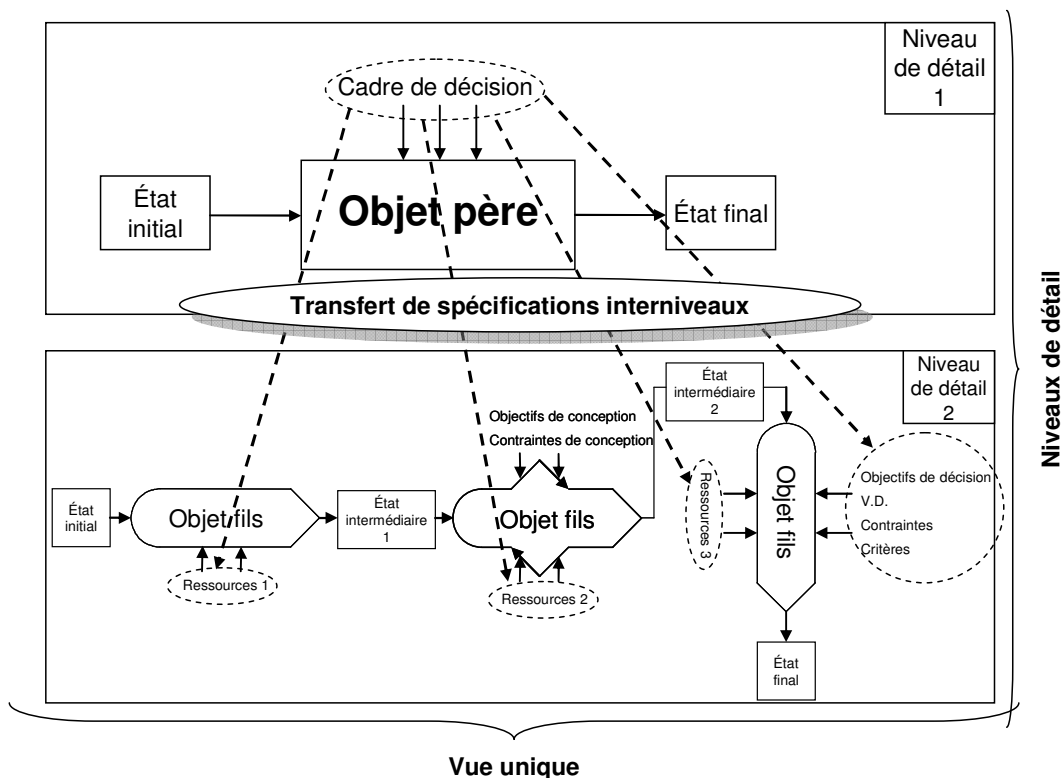 Niveau
de détail
1
Cadre de décision
État
initial
Objet père
État final
Transfert de spécifications interniveaux
Niveau
de détail
2
État
intermédiaire
2
Objectifs de conception
Contraintes de conception
État
initial
Objet fils
État
intermédiaire
1
Objet fils
Ressources 3
Objet fils
Objectifs de décision
V.D.
Contraintes
Critères
Ressources 1
Ressources 2
État
final
Niveaux de détail
Vue unique